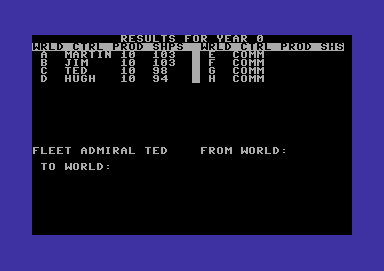 RESULTS FOR YEAR 0
WRLD CTRL PROD SHPS WRLD CTRL PROD SHS
A MARTIN 10 103 E COMM
B JIM 10 103 F COMM
C TED 10 98 G COMM
D HUGH 10 94 H COMM
FLEET ADMIRAL TED FROM WORLD:
TO WORLD: